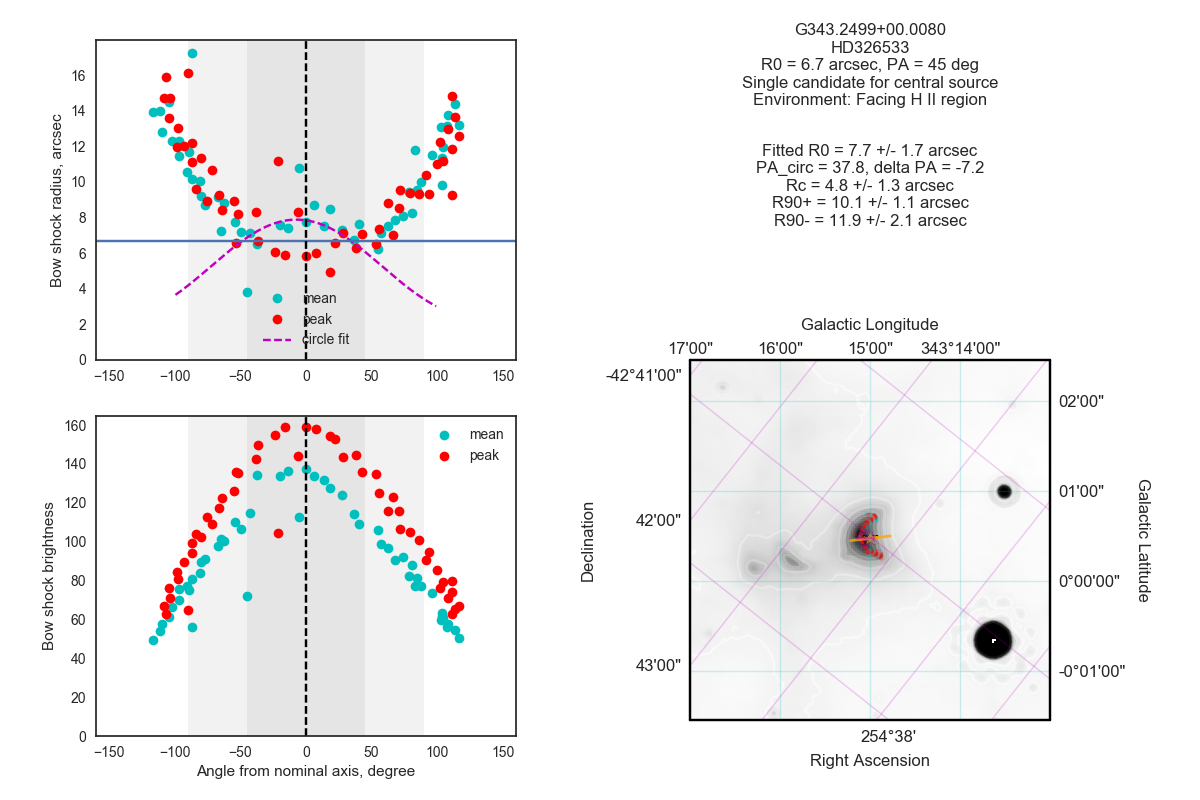 G343.2499+00.0080
HD326533
R0 = 6.7 arcsec, PA = 45 deg
Single candidate for central source
Environment: Facing H II region
Fitted R0 = 7.7 +/- 1.7 arcsec
PA_circ = 37.8, delta PA = -7.2
Rc = 4.8 +/- 1.3 arcsec
R90+ = 10.1 +/- 1.1 arcsec
R90- = 11.9 +/- 2.1 arcsec
Bow shock radius, arcsec
16
14
12
10
8
6
4
2
0
mean
peak
circle fit
−150 −100 −50 0 50 100 150
Bow shock brightness
160
140
120
100
80
60
40
20
0
mean
peak
−150 −100 −50 0 50 100 150
Angle from nominal axis, degree
Galactic Longitude
17'00" 16'00" 15'00" 343°14'00"
-42°41'00"
42'00"
43'00"
Declination
02'00"
01'00"
0°00'00"
-0°01'00"
Galactic Latitude
254°38'
Right Ascension